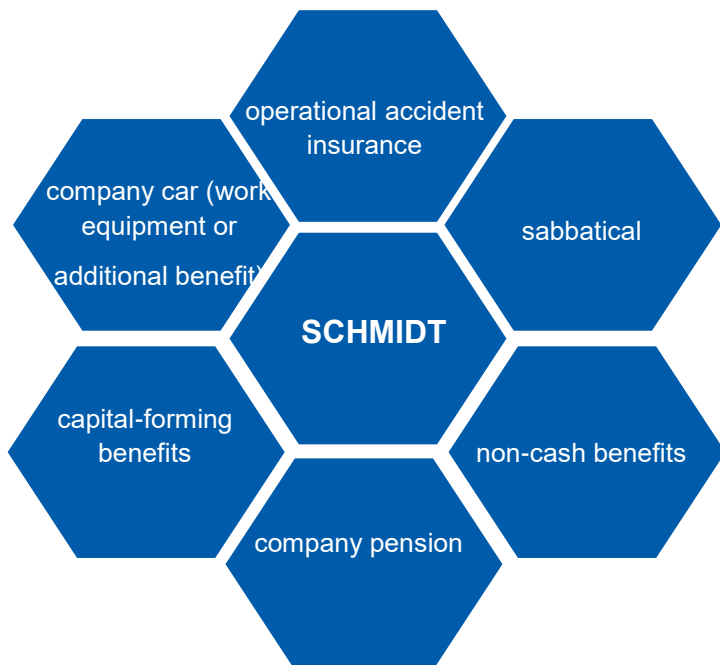 operational accident
insurance
company car (work
equipment or
additional benefit)
sabbatical
SCHMIDT
capital-forming
benefits
non-cash benefits
company pension